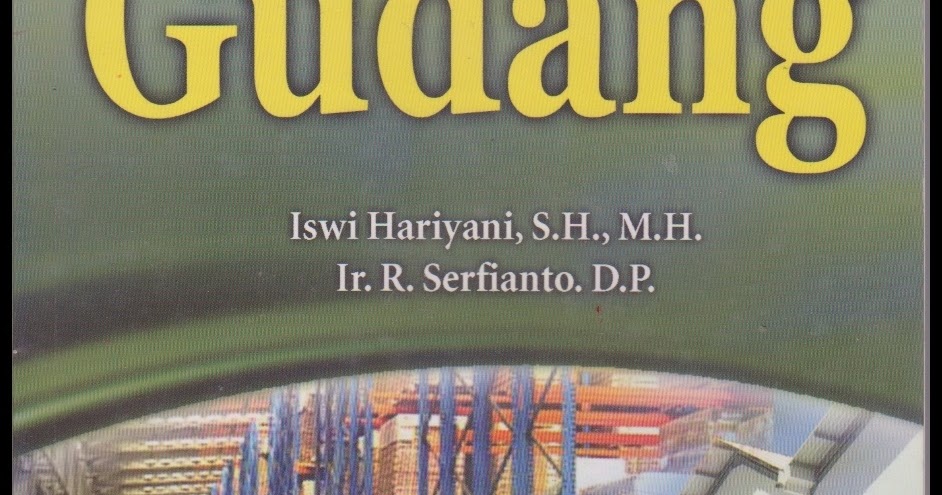 Gudang
Iswi Hariyani, S.H., M.H.
Ir. R. Serfianto. D.P.